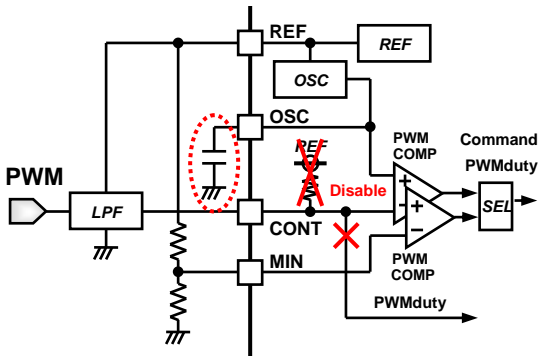 REF
REF
OSC
OSC
PWM
COMP
Command
PWMduty
REF
PWM
Disable
LPF
SEL
CONT
MIN
PWM
COMP
PWMduty